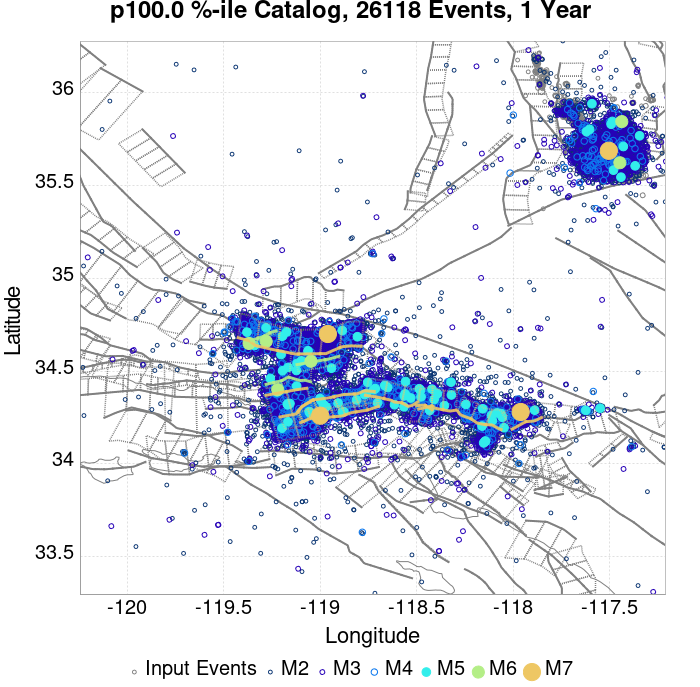 p100.0 %-ile Catalog, 26118 Events, 1 Year
36
35.5
35
34.5
34
33.5
Latitude
-120
-119.5
-119
-118.5
-118
-117.5
Longitude
Input Events
M2
M3
M4
M5
M6
M7